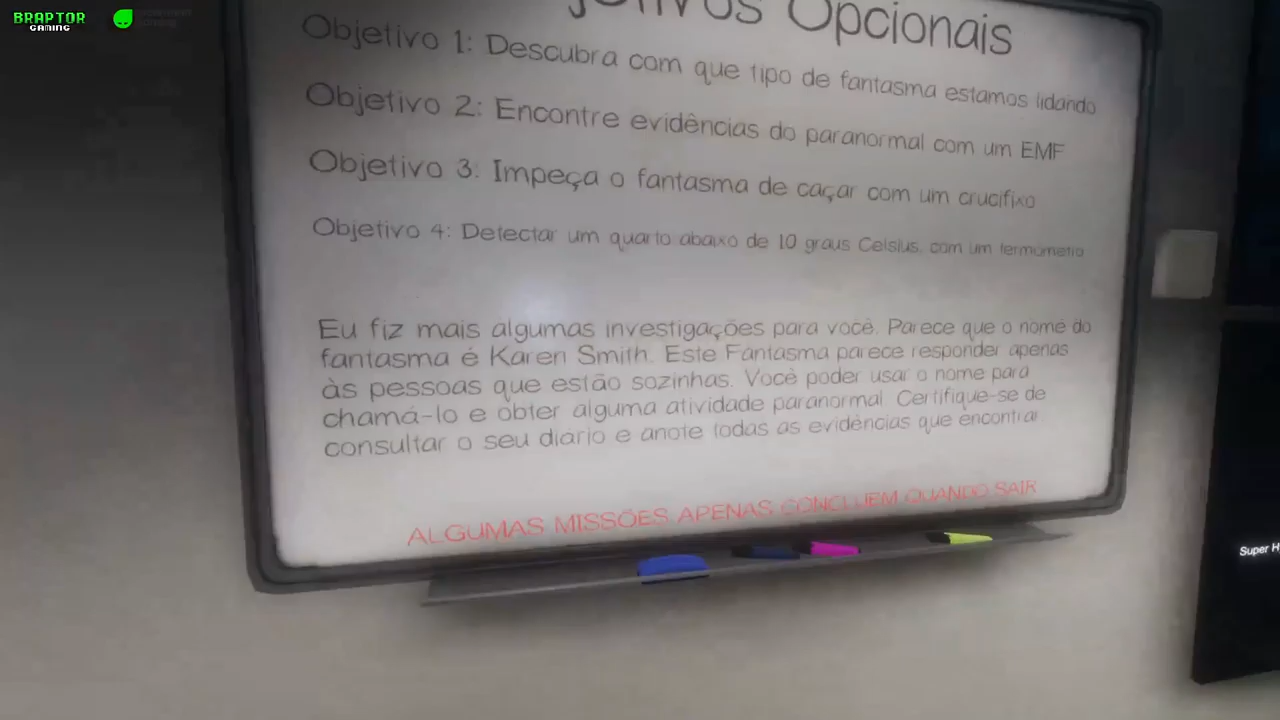 BRAPTOR
GAMING
Opcionais
Objetivo 1: Descubra com que tipo de fantasma estamos lidando
Objetivo 2: Encontre evidências do paranormal com um EMF
Objetivo 3: Impeça o fantasma de caçar com um crucifixo
Objetivo 4: Detectar um quarto abaixo de 10 graus Celsius, com um termômetro
Eu fiz mais algumas investigações para você. Parece que o nome do
fantasma é Karen Smith. Este Fantasma parece responder apenas
às pessoas que estão sozinhas. Você poder usar o nome para
chamá-lo e obter alguma atividade paranormal. Certifique-se de
consultar o seu diário e anote todas as evidências que encontrar
ALGUMAS MISSÕES APENAS CONCLUEM QUANDO SAIR
Super H